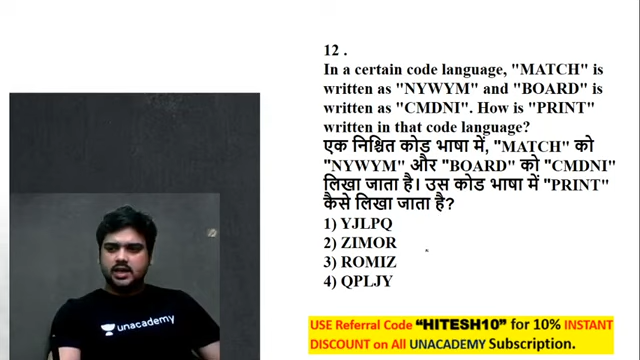 12 .
In a certain code language, "MATCH" is
written as "NYWYM" and "BOARD" is
written as "CMDNI". How is "PRINT"
written in that code language?
एक निश्चित कोड भाषा में, "MATCH" को
"NYWYM" और "BOARD" को "CMDNI"
लिखा जाता है। उस कोड भाषा में "PRINT"
कैसे लिखा जाता है?
1) YJLPQ
2) ZIMOR
3) ROMIZ
4) QPLJY
unacademy
USE Referral Code “HITESH10” for 10% INSTANT
DISCOUNT on All UNACADEMY Subscription.